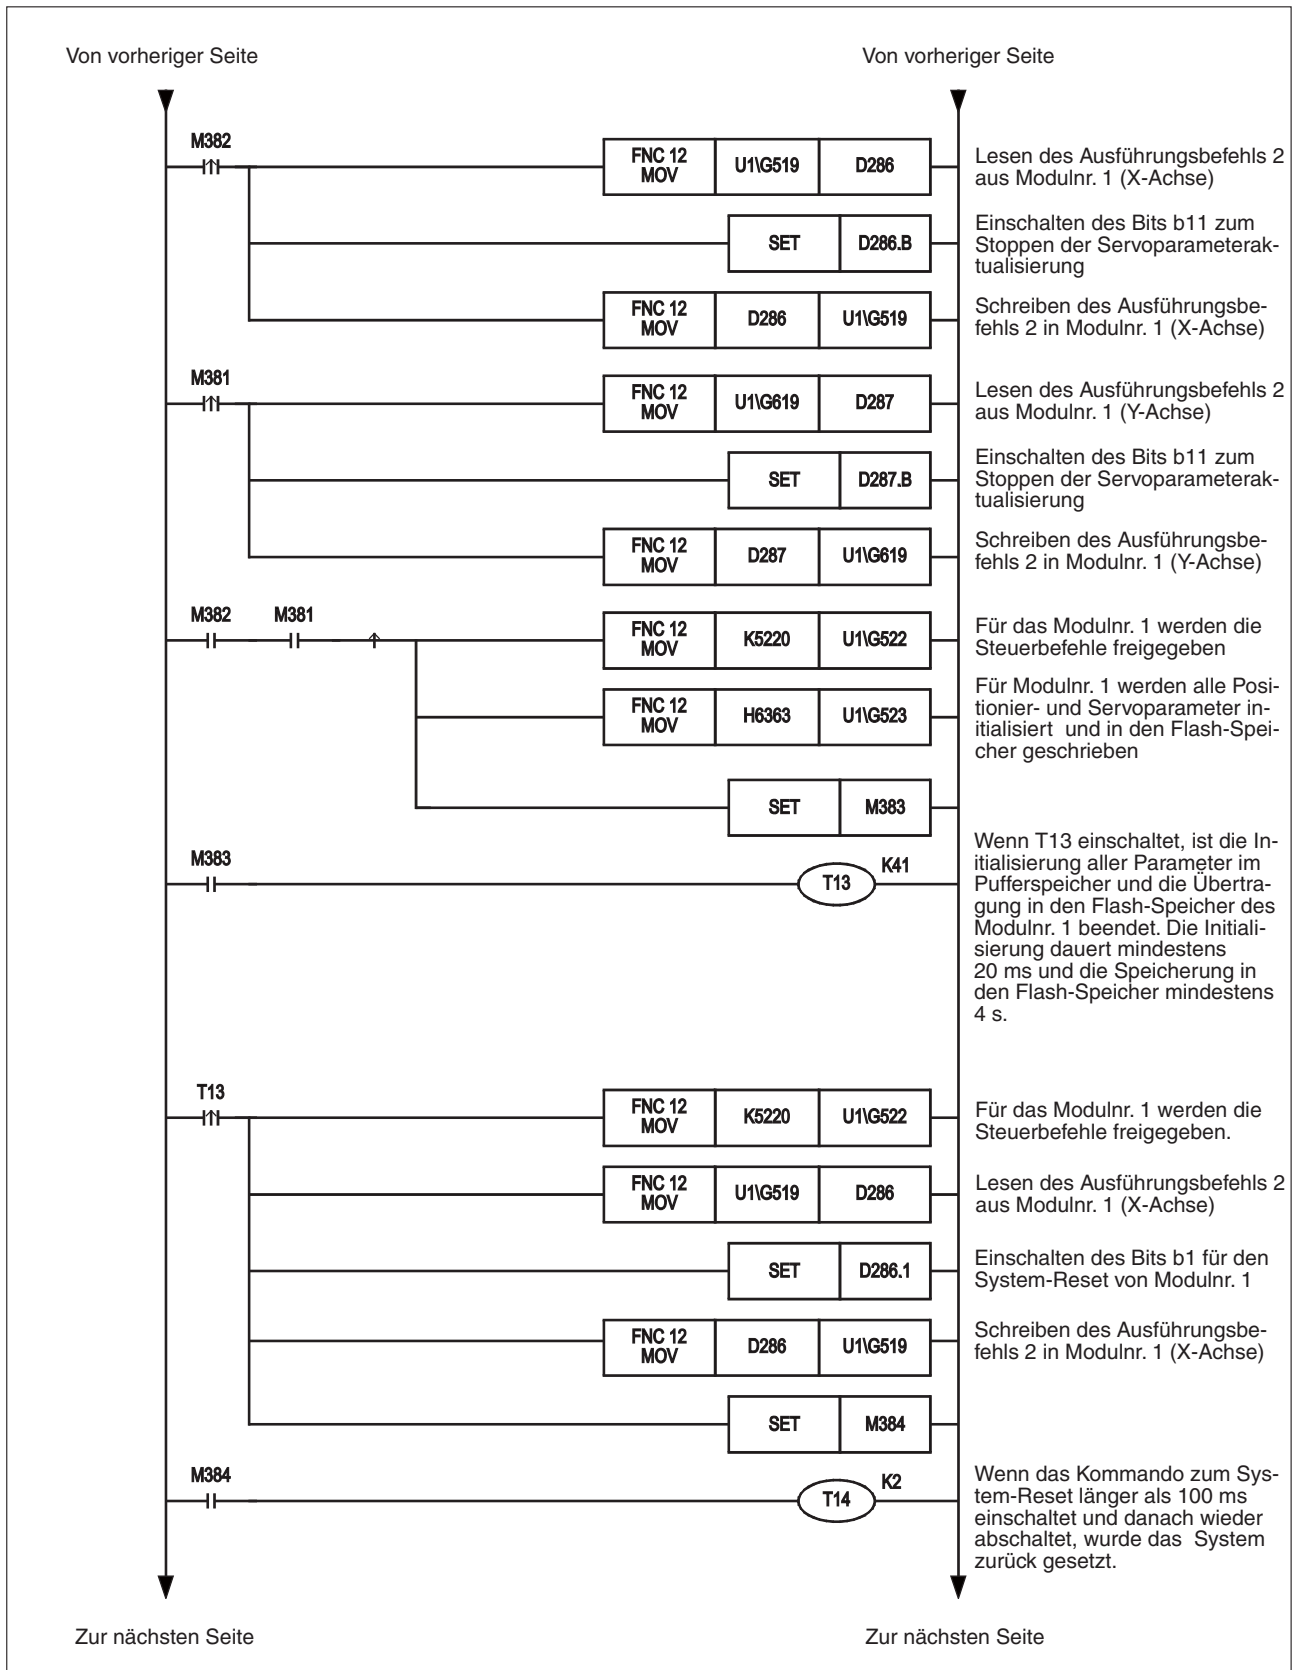 Von vorheriger Seite
Von vorheriger Seite
M382
FNC 12
MOV
U1\G519
D286
Lesen des Ausführungsbefehls 2
aus Modulnr. 1 (X-Achse)
SET
D286.B
Einschalten des Bits b11 zum
Stoppen der Servoparameterak-
tualisierung
FNC 12
MOV
D286
U1\G519
Schreiben des Ausführungsbe-
fehls 2 in Modulnr. 1 (X-Achse)
M381
FNC 12
MOV
U1\G619
D287
Lesen des Ausführungsbefehls 2
aus Modulnr. 1 (Y-Achse)
SET
D287.B
Einschalten des Bits b11 zum
Stoppen der Servoparameterak-
tualisierung
FNC 12
MOV
D287
U1\G619
Schreiben des Ausführungsbe-
fehls 2 in Modulnr. 1 (Y-Achse)
M382
M381
FNC 12
MOV
K5220
U1\G522
Für das Modulnr. 1 werden die
Steuerbefehle freigegeben
FNC 12
MOV
H6363
U1\G523
Für Modulnr. 1 werden alle Posi-
tionier- und Servoparameter in-
itialisiert und in den Flash-Spei-
cher geschrieben
SET
M383
M383
T13
K41
Wenn T13 einschaltet, ist die In-
itialisierung aller Parameter im
Pufferspeicher und die Übertra-
gung in den Flash-Speicher des
Modulnr. 1 beendet. Die Initiali-
sierung dauert mindestens
20 ms und die Speicherung in
den Flash-Speicher mindestens
4 s.
T13
FNC 12
MOV
K5220
U1\G522
Für das Modulnr. 1 werden die
Steuerbefehle freigegeben.
FNC 12
MOV
U1\G519
D286
Lesen des Ausführungsbefehls 2
aus Modulnr. 1 (X-Achse)
SET
D286.1
Einschalten des Bits b1 für den
System-Reset von Modulnr. 1
FNC 12
MOV
D286
U1\G519
Schreiben des Ausführungsbe-
fehls 2 in Modulnr. 1 (X-Achse)
SET
M384
M384
T14
K2
Wenn das Kommando zum Sys-
tem-Reset länger als 100 ms
einschaltet und danach wieder
abschaltet, wurde das System
zurück gesetzt.
Zur nächsten Seite
Zur nächsten Seite